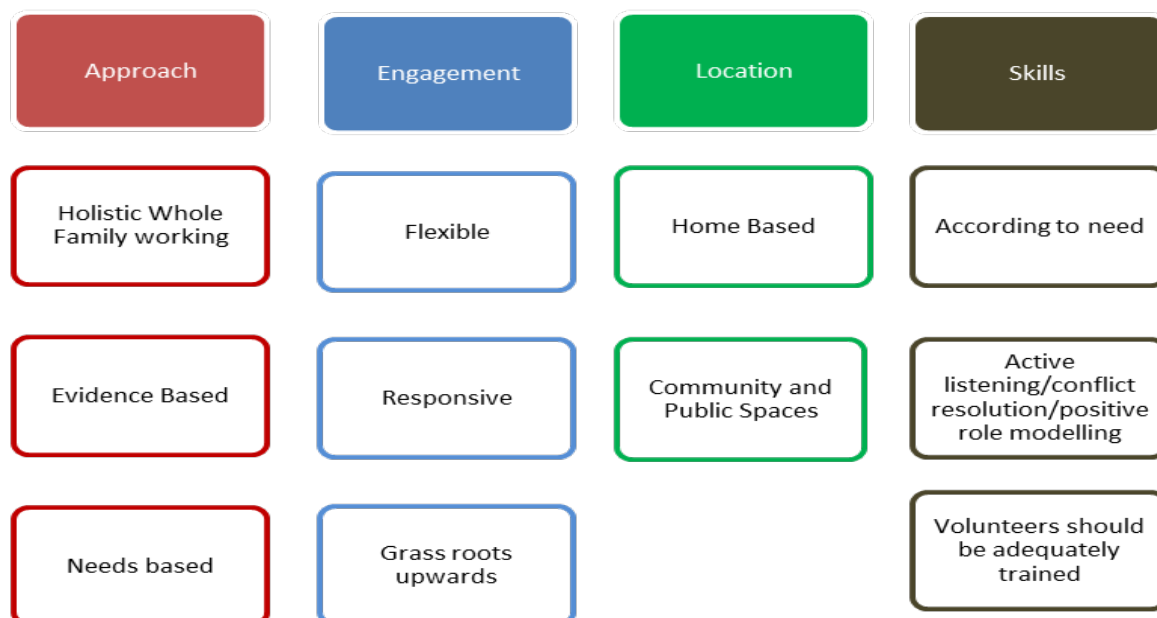 Approach
Engagement
Location
Skills
Holistic Whole
Family working
Flexible
Home Based
According to need
Evidence Based
Responsive
Community and
Public Spaces
Active
listening/conflict
resolution/positive
role modelling
Needs based
Grass roots
upwards
Volunteers should
be adequately
trained